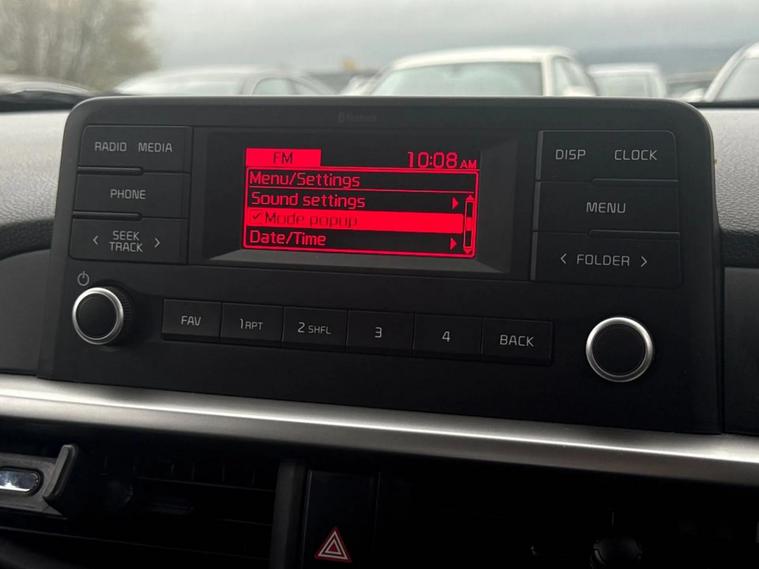 Bluetooth
RADIO MEDIA
PHONE
< SEEK TRACK >
FM 10:08 AM
Menu/Settings
Sound settings
✓Mode popup
Date/Time
DISP CLOCK
MENU
< FOLDER >
FAV 1 RPT 2 SHFL 3 4 BACK